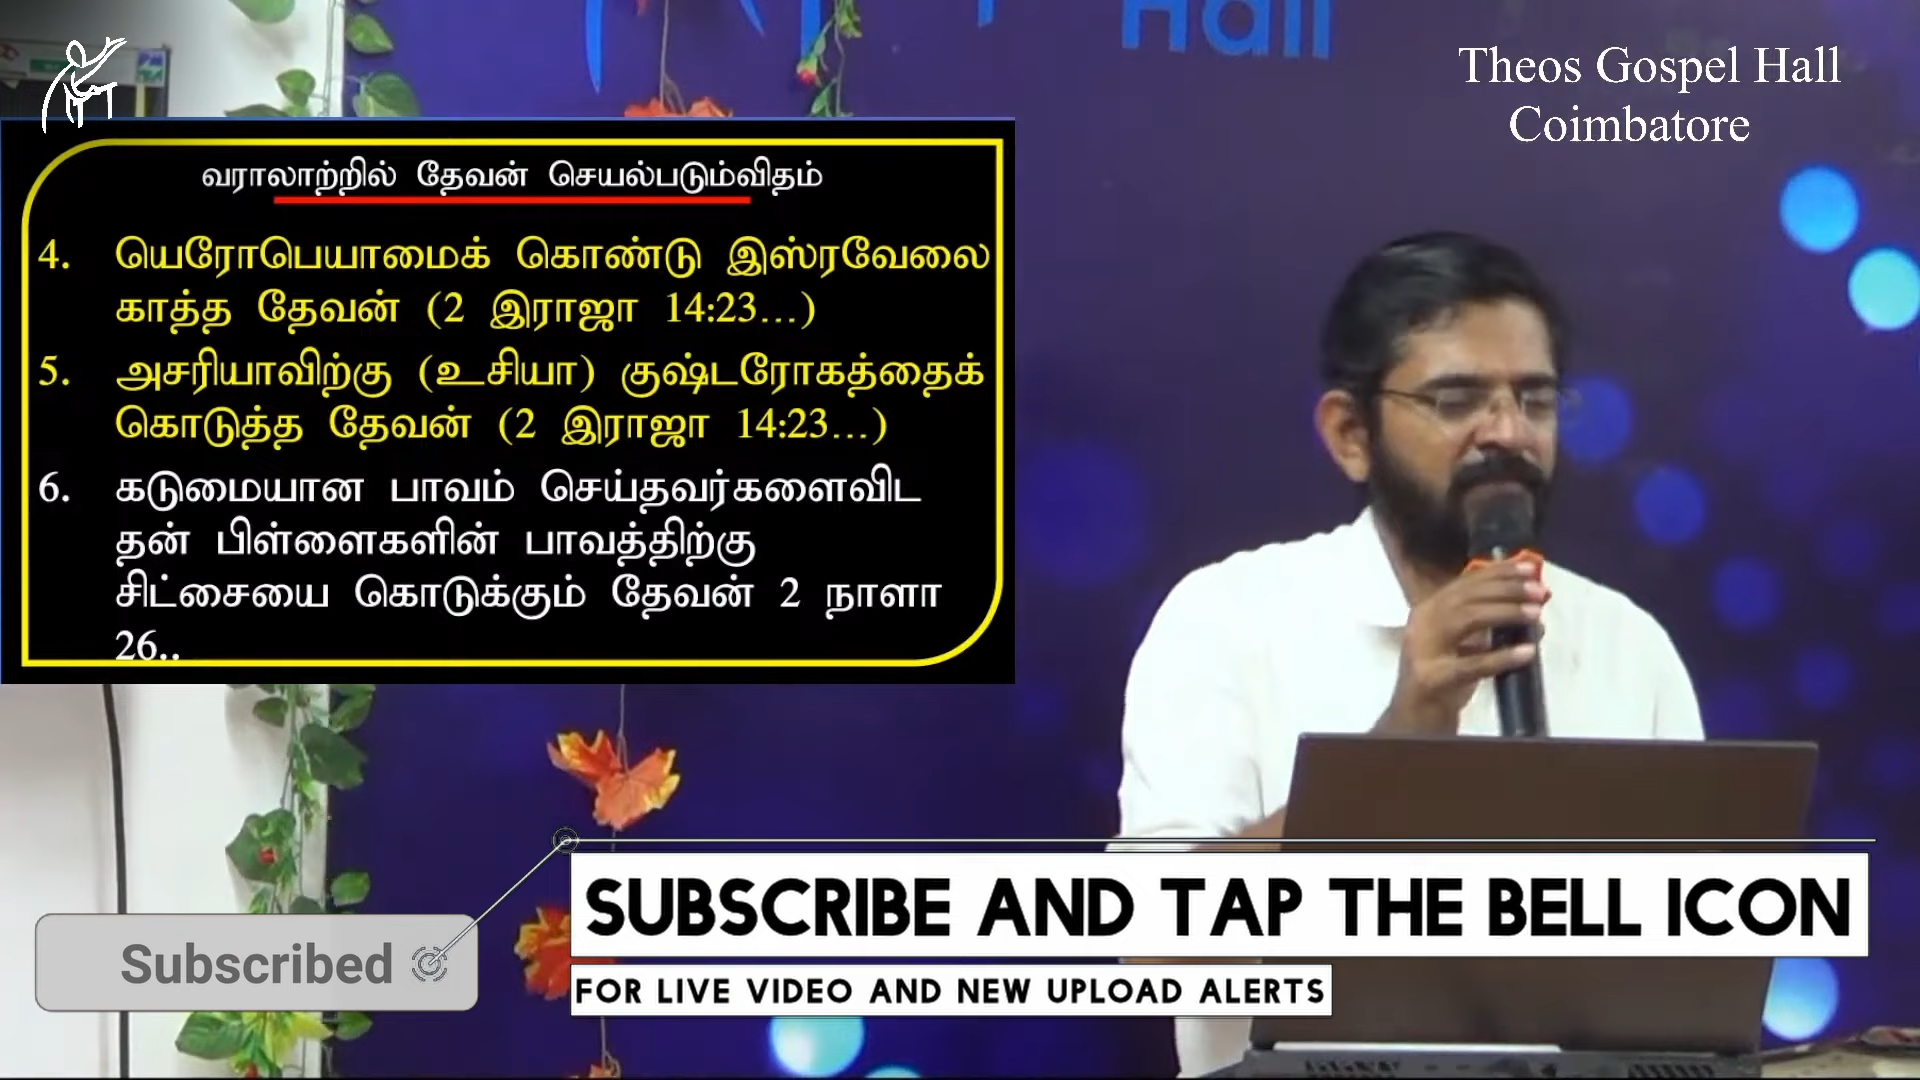 Hall
Theos Gospel Hall
Coimbatore
வரலாற்றில் தேவன் செயல்படும்விதம்
4. யெரோபெயாமைக் கொண்டு இஸ்ரவேலை
காத்த தேவன் (2 இராஜா 14:23...)
5. அசரியாவிற்கு (உசியா) குஷ்டரோகத்தைக்
கொடுத்த தேவன் (2 இராஜா 14:23...)
6. கடுமையான பாவம் செய்தவர்களைவிட
தன் பிள்ளைகளின் பாவத்திற்கு
சிட்சையை கொடுக்கும் தேவன் 2 நாளா
26..
SUBSCRIBE AND TAP THE BELL ICON
Subscribed
FOR LIVE VIDEO AND NEW UPLOAD ALERTS